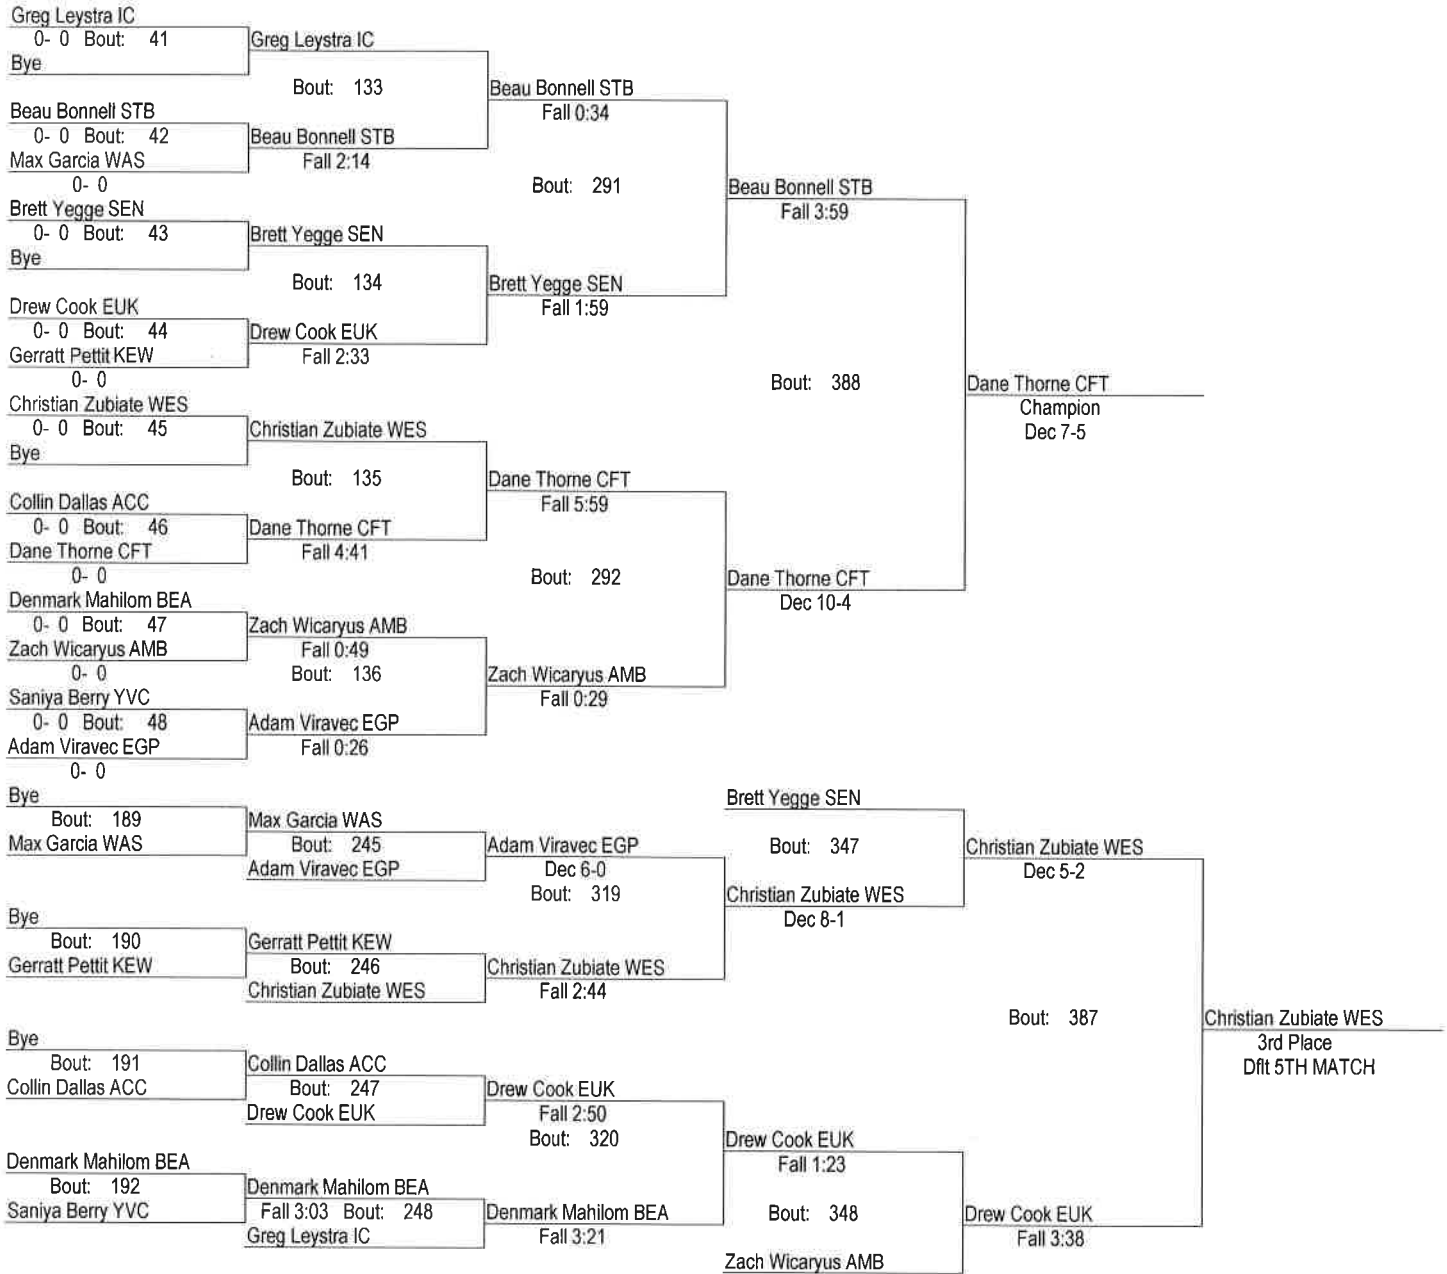 Greg Leystra IC
0- 0 Bout: 41
Bye
Greg Leystra IC
Bout: 133
Beau Bonnell STB
Fall 0:34
Beau Bonnell STB
0- 0 Bout: 42
Max Garcia WAS
0- 0
Beau Bonnell STB
Fall 2:14
Bout: 291
Beau Bonnell STB
Fall 3:59
Brett Yegge SEN
0- 0 Bout: 43
Bye
Brett Yegge SEN
Bout: 134
Brett Yegge SEN
Fall 1:59
Drew Cook EUK
0- 0 Bout: 44
Gerratt Pettit KEW
0- 0
Drew Cook EUK
Fall 2:33
Bout: 388
Dane Thorne CFT
Champion
Dec 7-5
Christian Zubiate WES
0- 0 Bout: 45
Bye
Christian Zubiate WES
Bout: 135
Dane Thorne CFT
Fall 5:59
Collin Dallas ACC
0- 0 Bout: 46
Dane Thorne CFT
0- 0
Dane Thorne CFT
Fall 4:41
Bout: 292
Dane Thorne CFT
Dec 10-4
Denmark Mahilom BEA
0- 0 Bout: 47
Zach Wicaryus AMB
0- 0
Zach Wicaryus AMB
Fall 0:49
Bout: 136
Zach Wicaryus AMB
Fall 0:29
Saniya Berry YVC
0- 0 Bout: 48
Adam Viravec EGP
0- 0
Adam Viravec EGP
Fall 0:26
Bye
Bout: 189
Max Garcia WAS
Max Garcia WAS
Bout: 245
Adam Viravec EGP
Adam Viravec EGP
Dec 6-0
Bout: 319
Brett Yegge SEN
Bout: 347
Christian Zubiate WES
Dec 8-1
Christian Zubiate WES
Dec 5-2
Bye
Bout: 190
Gerratt Pettit KEW
Gerratt Pettit KEW
Bout: 246
Christian Zubiate WES
Christian Zubiate WES
Fall 2:44
Bout: 387
Christian Zubiate WES
3rd Place
Dflt 5TH MATCH
Bye
Bout: 191
Collin Dallas ACC
Collin Dallas ACC
Bout: 247
Drew Cook EUK
Drew Cook EUK
Fall 2:50
Bout: 320
Drew Cook EUK
Fall 1:23
Denmark Mahilom BEA
Bout: 192
Saniya Berry YVC
Denmark Mahilom BEA
Fall 3:03 Bout: 248
Greg Leystra IC
Denmark Mahilom BEA
Fall 3:21
Bout: 348
Zach Wicaryus AMB
Drew Cook EUK
Fall 3:38